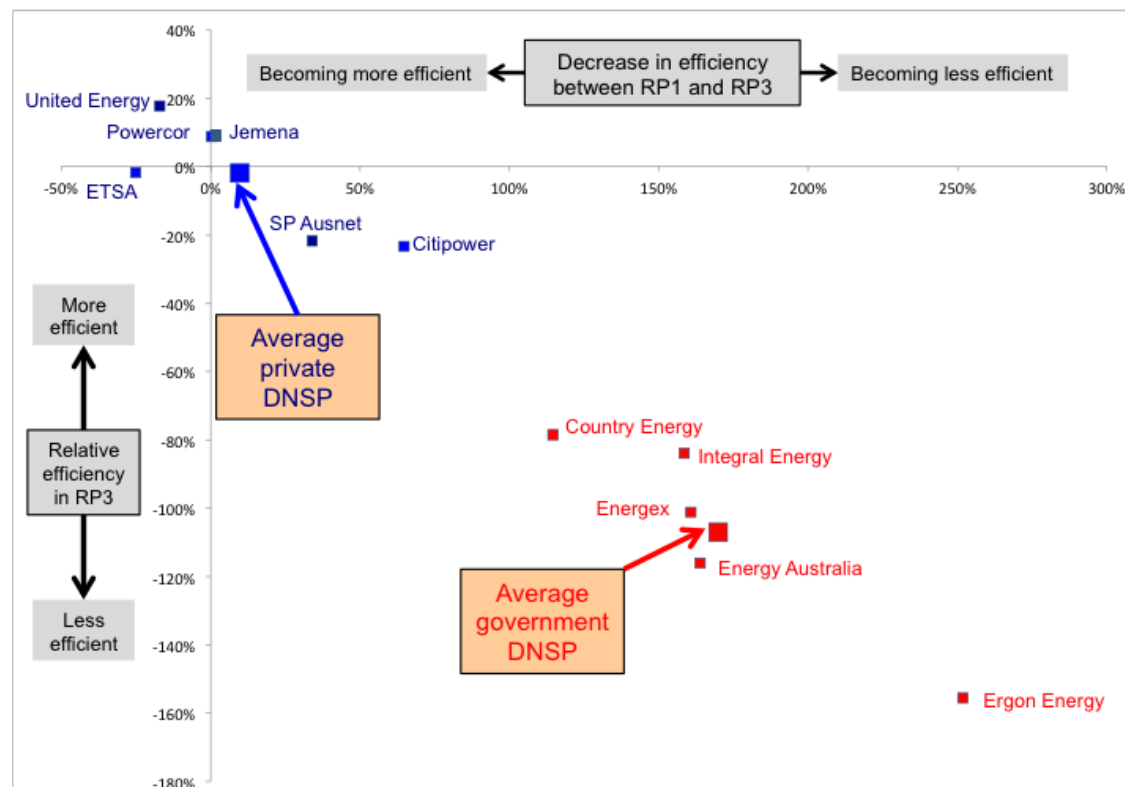 40%
Becoming more efficient
Decrease in efficiency
between RP1 and RP3
Becoming less efficient
20%
United Energy
Powercor
Jemena
0%
-50%
0%
50%
100%
150%
200%
250%
300%
ETSA
SP Ausnet
Citipower
-20%
-40%
More
efficient
Average
private
DNSP
-60%
-80%
Country Energy
Integral Energy
Relative
efficiency
in RP3
-100%
Energex
-120%
Energy Australia
Average
government
DNSP
Less
efficient
-140%
-160%
Ergon Energy
-180%